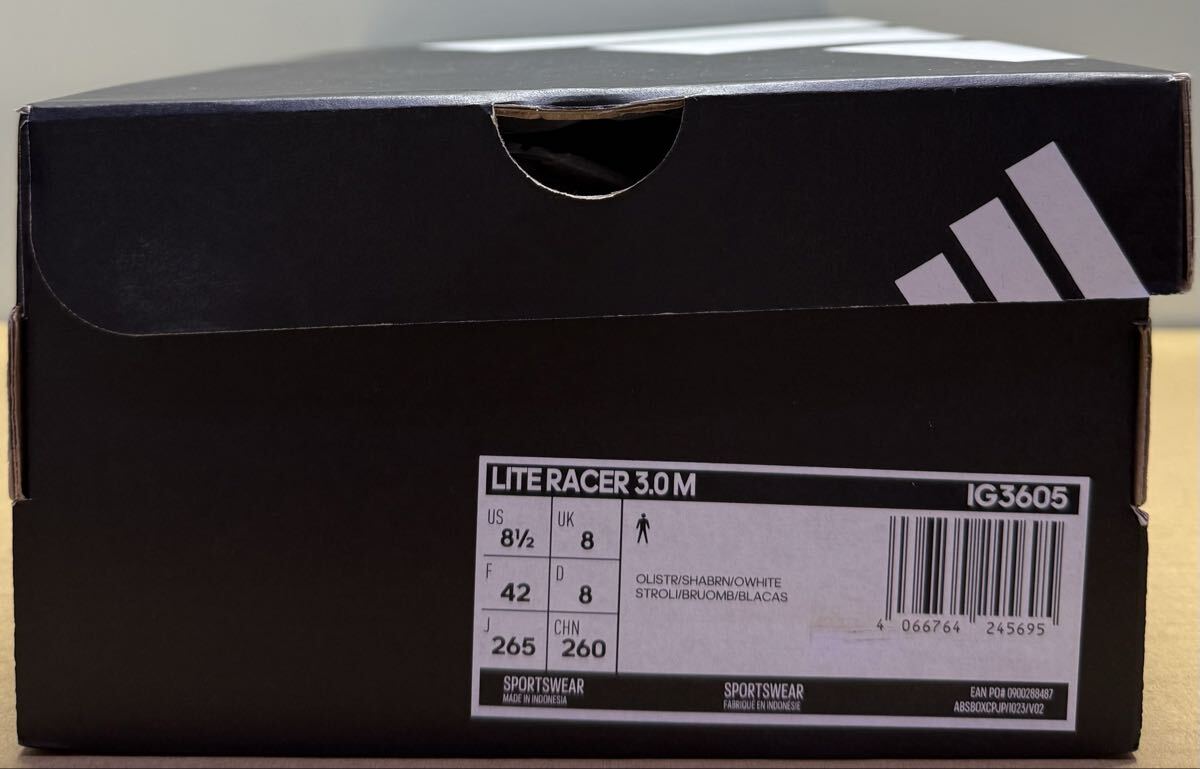 LITE RACER 3.0 M IG3605
US 8½ UK 8
F 42 D 8
J 265 CHN 260
OLISTR/SHABRN/OWHITE
STROLI/BRUOMB/BLACAS
4 066764 245695
SPORTSWEAR
MADE IN INDONESIA
SPORTSWEAR
FABRIQUÉ EN INDONÉSIE
EAN PO# 0900288487
ABSBOXCPJP/1023/V02